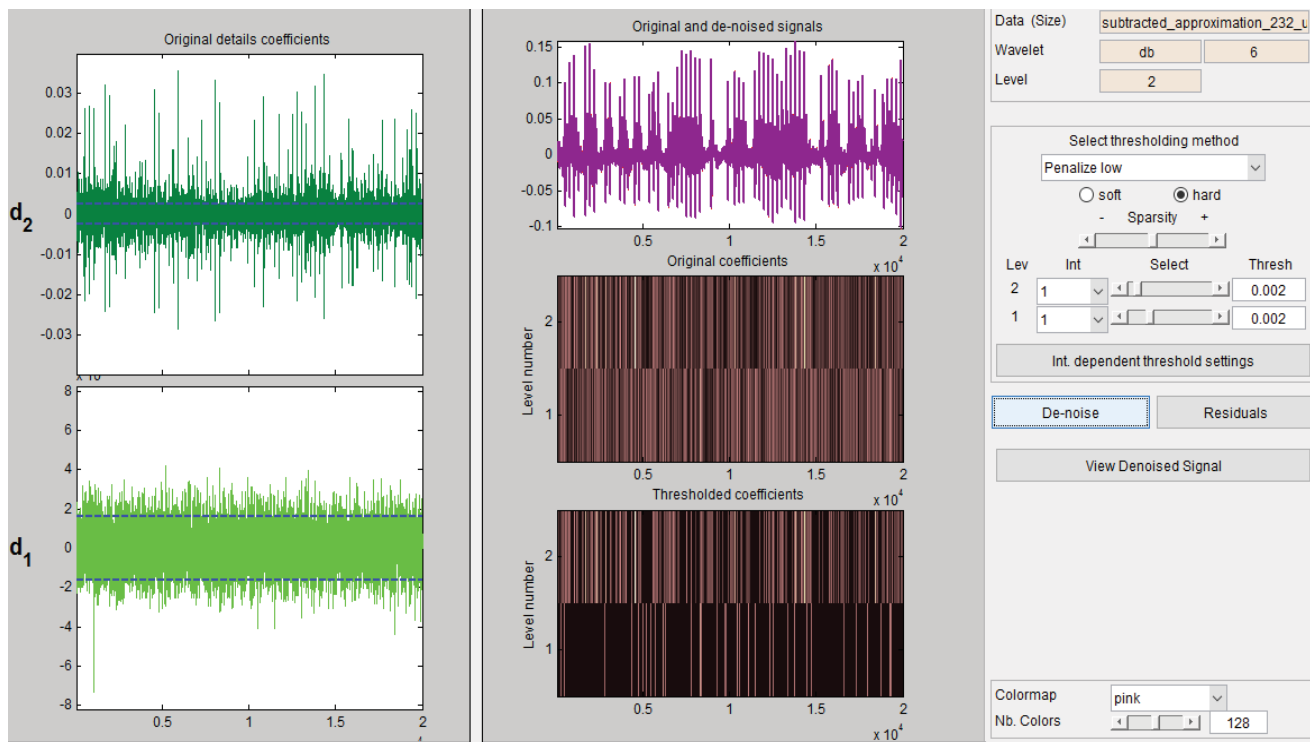 Original details coefficients
0.03
0.02
0.01
0
-0.01
-0.02
-0.03
d2
8
6
4
2
0
-2
-4
-6
-8
d1
0.5
1
1.5
2
Original and de-noised signals
0.15
0.1
0.05
0
-0.05
-0.1
0.5
1
1.5
2
x 10^4
Original coefficients
Level number
2
1
0.5
1
1.5
2
x 10^4
Thresholded coefficients
Level number
2
1
0.5
1
1.5
2
x 10^4
Data (Size) subtracted_approximation_232_u
Wavelet db 6
Level 2
Select thresholding method
Penalize low
soft hard
- Sparsity +
Lev Int Select Thresh
2 1 0.002
1 1 0.002
Int. dependent threshold settings
De-noise Residuals
View Denoised Signal
Colormap pink
Nb. Colors 128